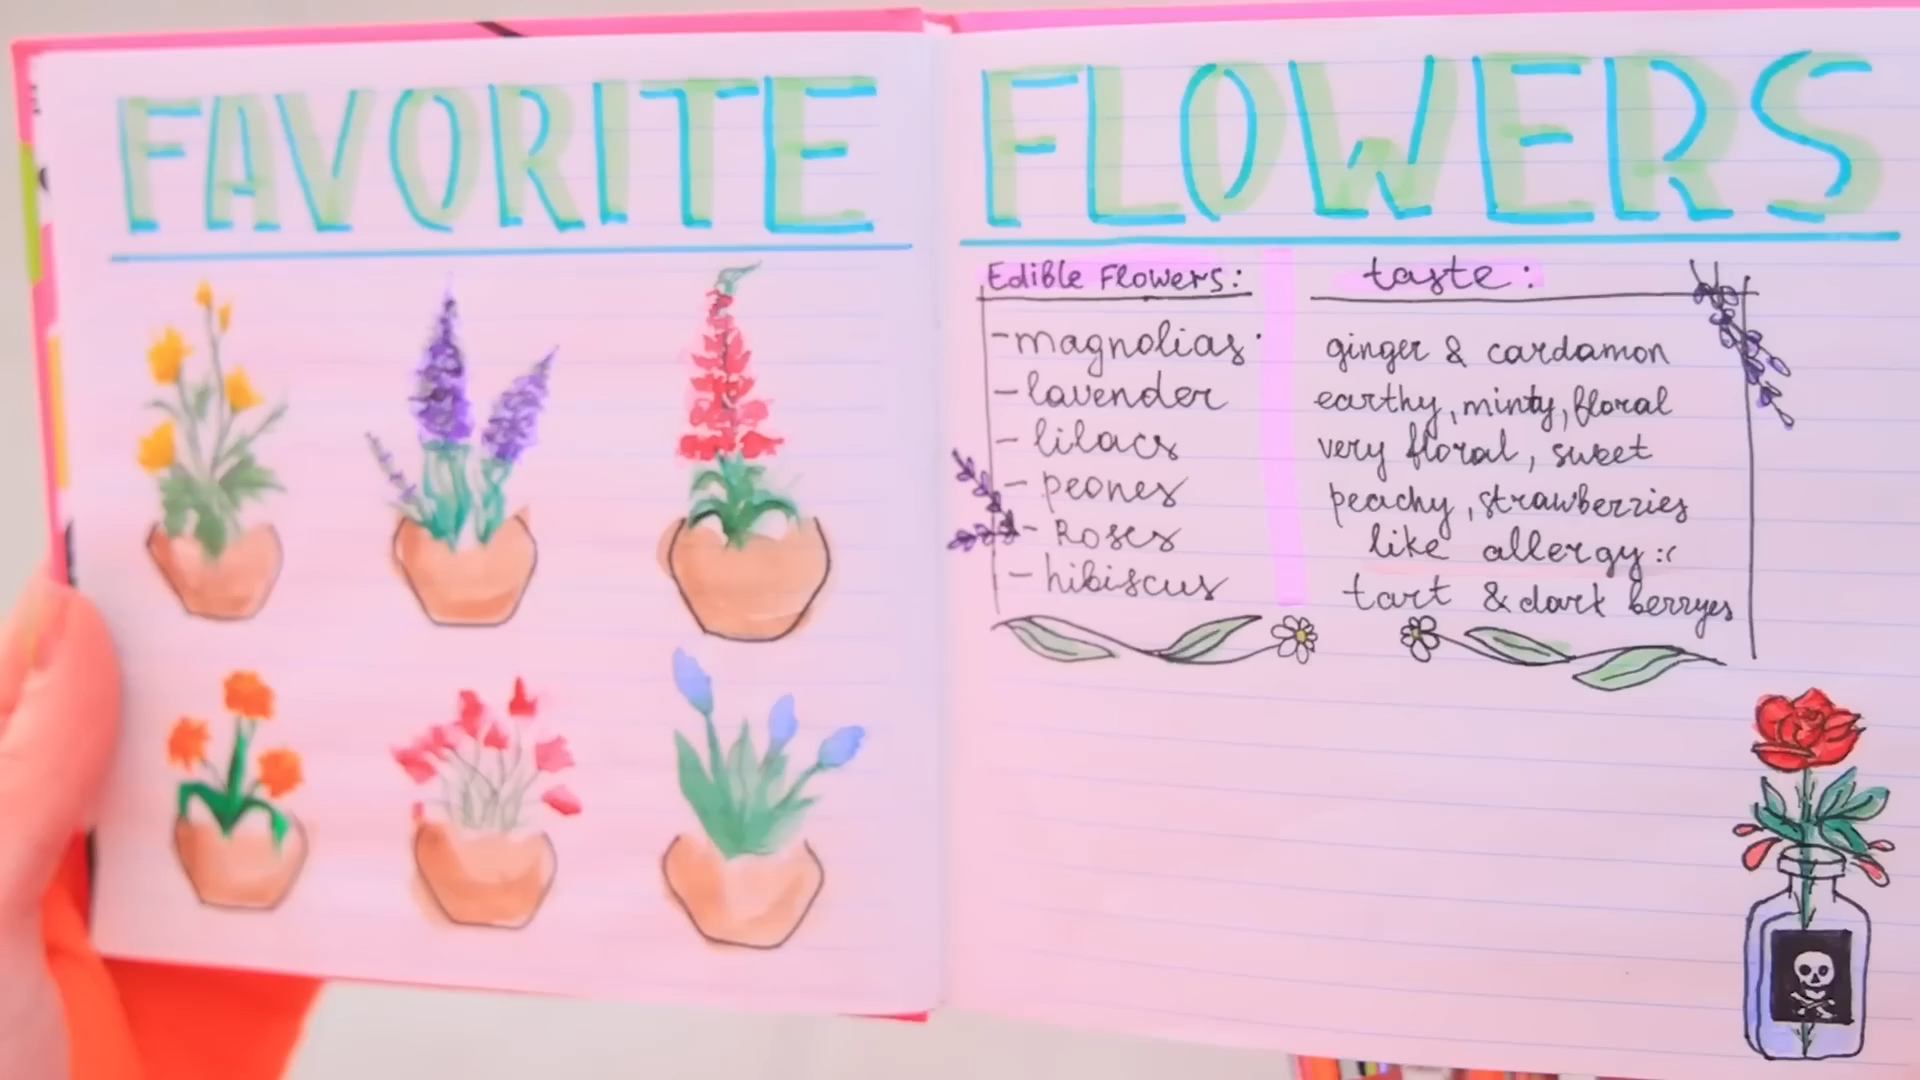 FAVORITE FLOWERS
Edible Flowers: taste:
-magnolias ginger & cardamon
-lavender earthy, minty, floral
- lilacs very floral, sweet
- peones peachy, strawberries
- Roses like allergy :(
- hibiscus tart & dark berryes